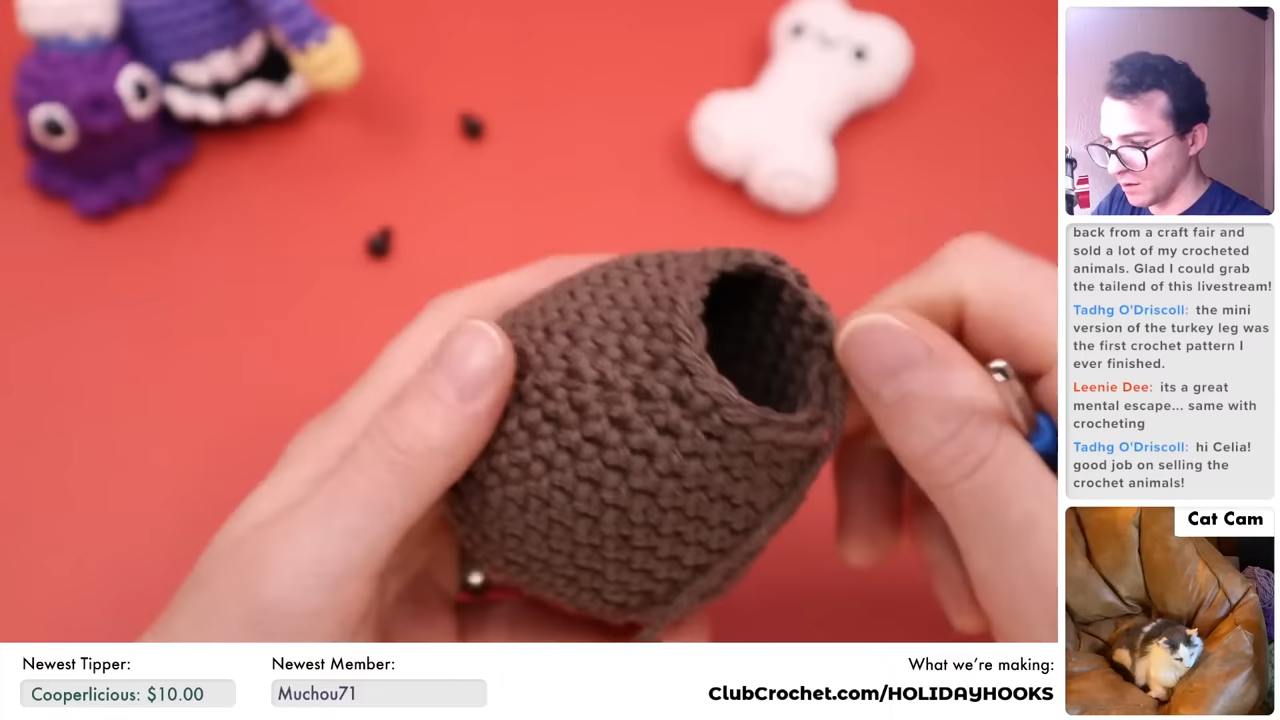 back from a craft fair and
sold a lot of my crocheted
animals. Glad I could grab
the tailend of this livestream!
Tadhg O'Driscoll: the mini
version of the turkey leg was
the first crochet pattern I
ever finished.
Leenie Dee: its a great
mental escape... same with
crocheting
Tadhg O'Driscoll: hi Celia!
good job on selling the
crochet animals!
Cat Cam
Newest Tipper:
Cooperlicious: $10.00
Newest Member:
Muchou71
What we're making:
ClubCrochet.com/HOLIDAYHOOKS